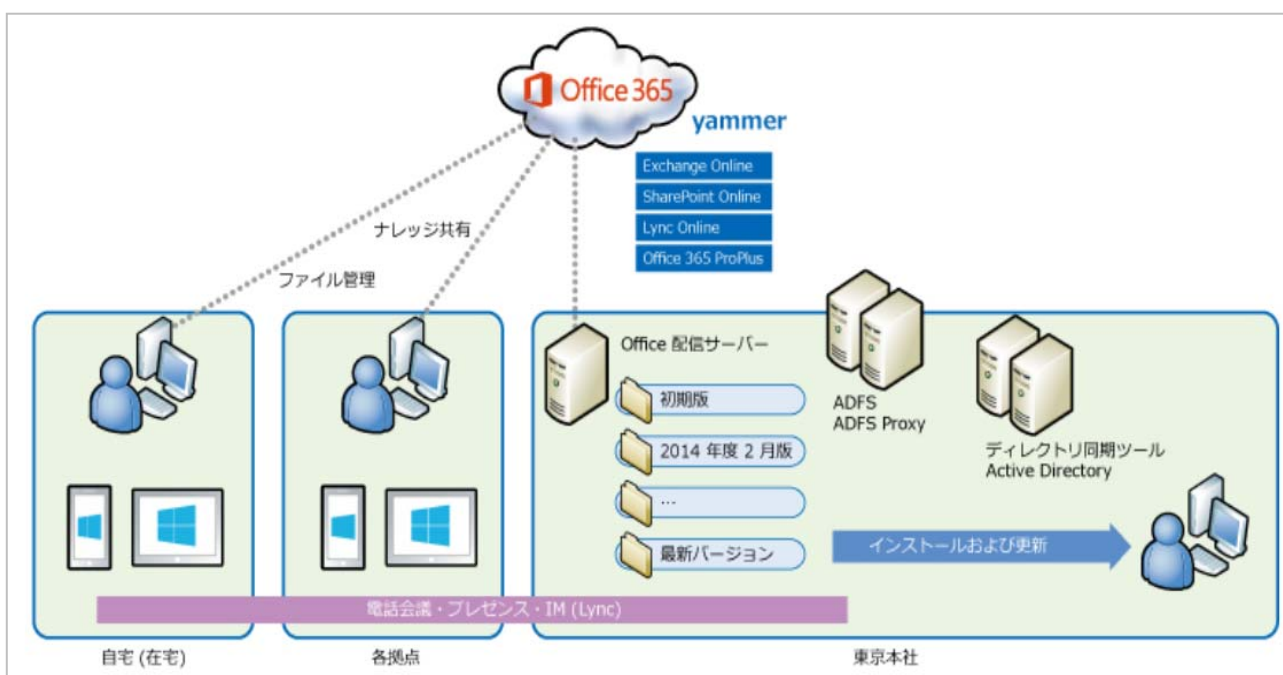 Office 365
yammer
Exchange Online
SharePoint Online
Lync Online
Office 365 ProPlus
ナレッジ共有
ファイル管理
Office 配信サーバー
初期版
2014 年度 2 月版
…
最新バージョン
ADFS
ADFS Proxy
ディレクトリ同期ツール
Active Directory
インストールおよび更新
電話会議・プレゼンス・IM (Lync)
自宅 (在宅)
各拠点
東京本社